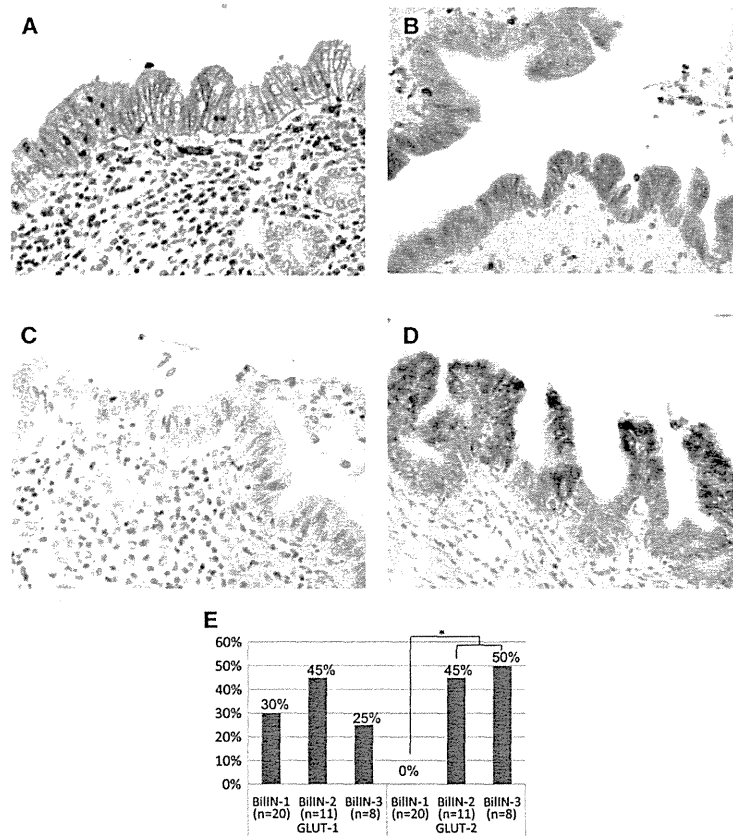 A
B
C
D
E
*
60%
50%
40%
30%
20%
10%
0%
30%
45%
25%
0%
45%
50%
BilIN-1 BilIN-2 BilIN-3 BilIN-1 BilIN-2 BilIN-3
(n=20) (n=11) (n=8) (n=20) (n=11) (n=8)
GLUT-1 GLUT-2